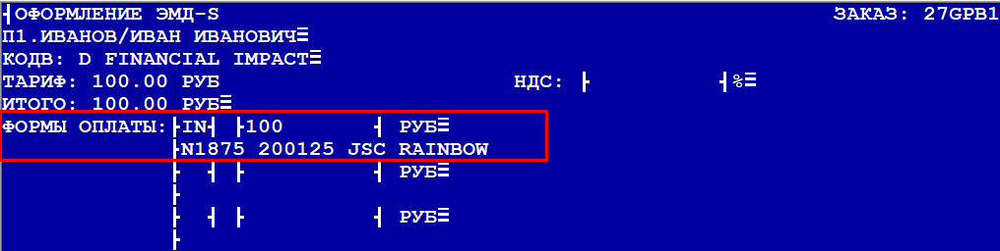 ОФОРМЛЕНИЕ ЭМД-S ЗАКАЗ: 27GPB1
П1.ИВАНОВ/ИВАН ИВАНОВИЧ
КОДВ: D FINANCIAL IMPACT
ТАРИФ: 100.00 РУБ НДС: %
ИТОГО: 100.00 РУБ
ФОРМЫ ОПЛАТЫ: IN 100 РУБ
N1875 200125 JSC RAINBOW
РУБ
РУБ